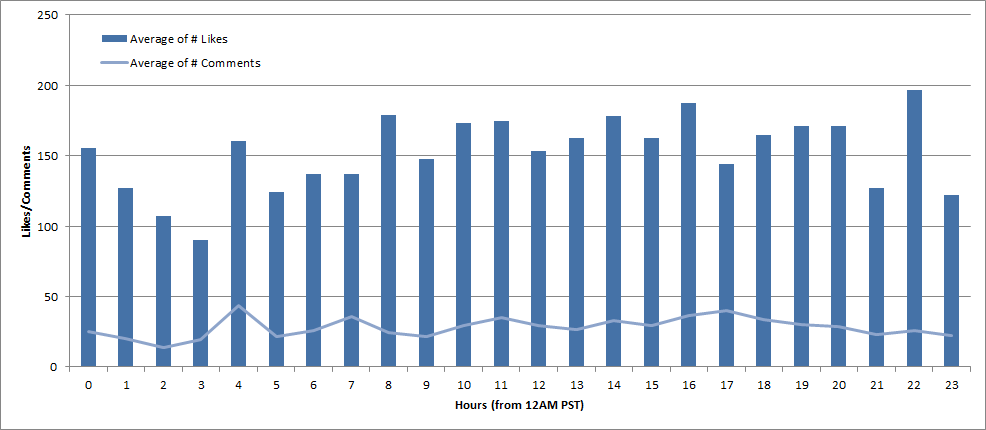 250
Average of # Likes
Average of # Comments
200
150
100
50
0
Likes/Comments
0 1 2 3 4 5 6 7 8 9 10 11 12 13 14 15 16 17 18 19 20 21 22 23
Hours (from 12AM PST)